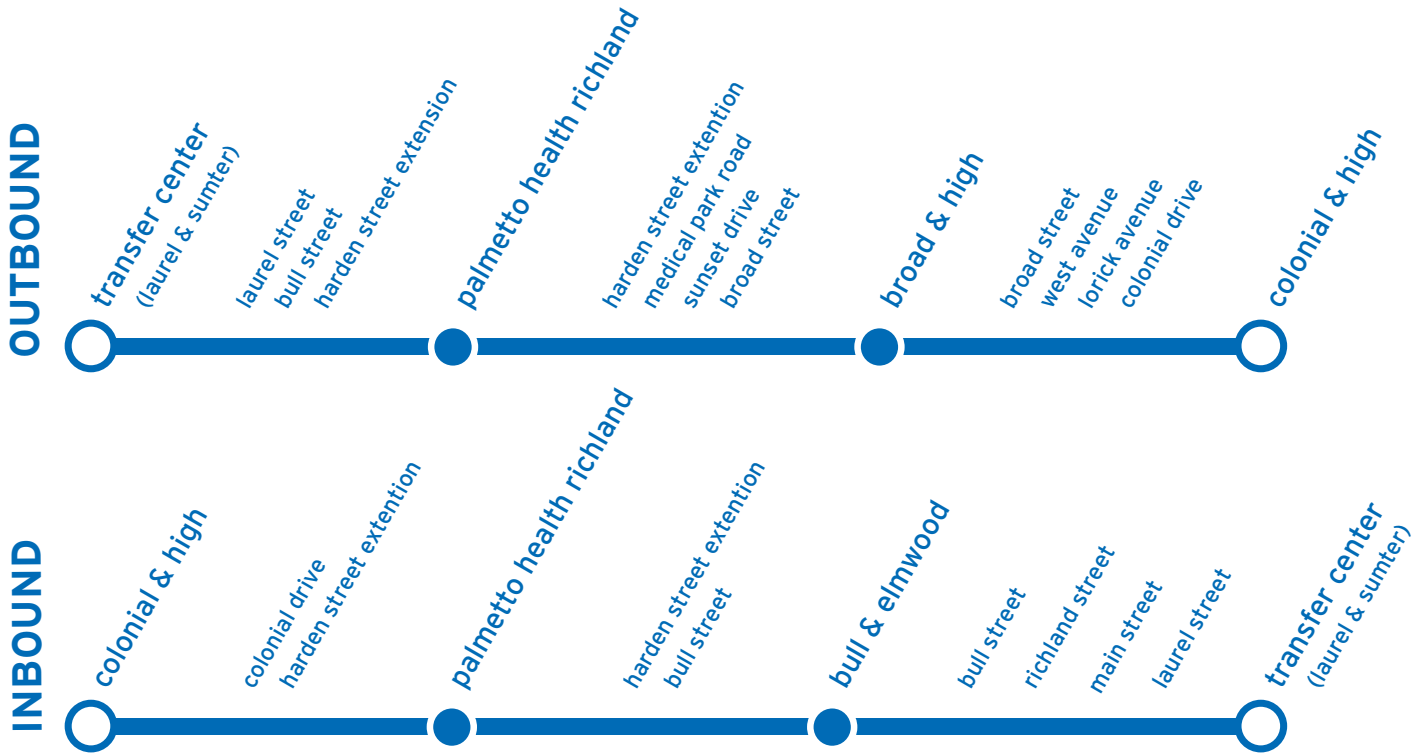 OUTBOUND
transfer center
(laurel & sumter)
laurel street
bull street
harden street extension
palmetto health richland
harden street extention
medical park road
sunset drive
broad street
broad & high
broad street
west avenue
lorick avenue
colonial drive
colonial & high
INBOUND
colonial & high
colonial drive
harden street extention
palmetto health richland
harden street extention
bull street
bull & elmwood
bull street
richland street
main street
laurel street
transfer center
(laurel & sumter)